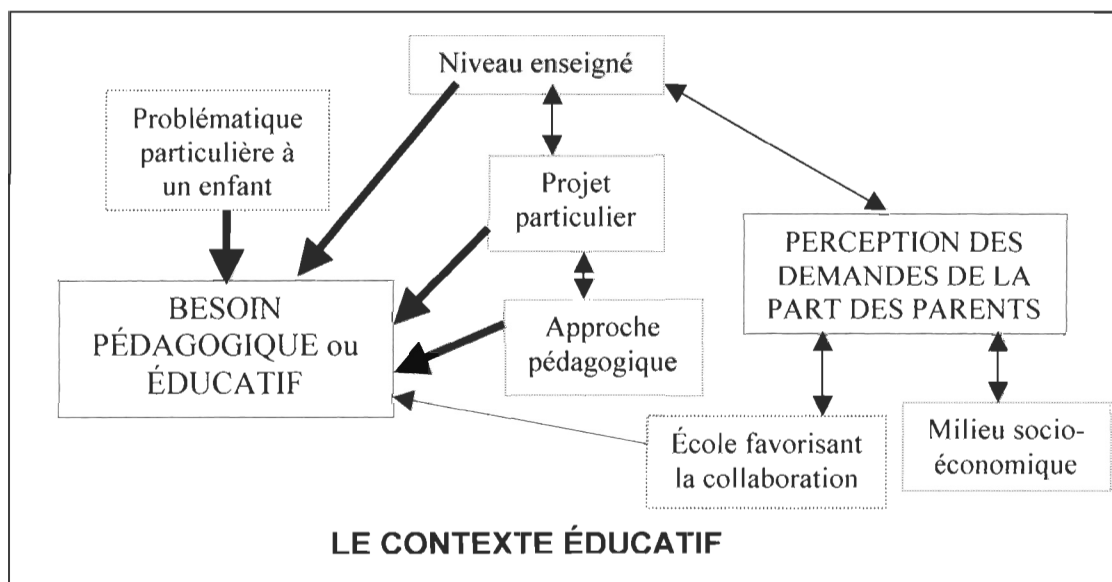 Niveau enseigné
Problématique
particulière à
un enfant
Projet
particulier
PERCEPTION DES
DEMANDES DE LA
PART DES PARENTS
BESOIN
PÉDAGOGIQUE ou
ÉDUCATIF
Approche
pédagogique
École favorisant
la collaboration
Milieu socio-
économique
LE CONTEXTE ÉDUCATIF